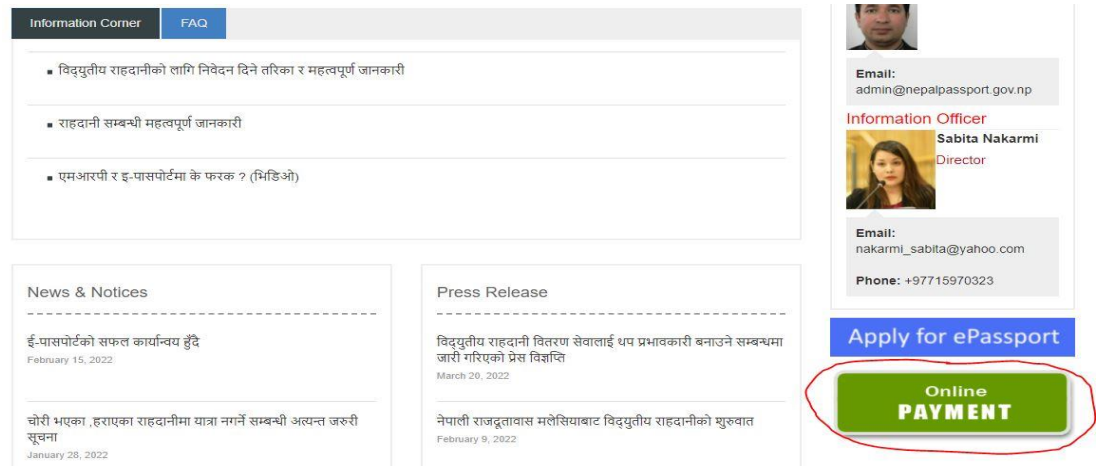 Information Corner
FAQ
विद्युतीय राहदानीको लागि निवेदन दिने तरिका र महत्वपूर्ण जानकारी
राहदानी सम्बन्धी महत्वपूर्ण जानकारी
एमआरपी र इ-पासपोर्टमा के फरक ? (भिडिओ)
News & Notices
ई-पासपोर्टको सफल कार्यान्वय हुँदै
February 15, 2022
चोरी भएका ,हराएका राहदानीमा यात्रा नगर्ने सम्बन्धी अत्यन्त जरुरी
सूचना
January 28, 2022
Press Release
विद्युतीय राहदानी वितरण सेवालाई थप प्रभावकारी बनाउने सम्बन्धमा
जारी गरिएको प्रेस विज्ञप्ति
March 20, 2022
नेपाली राजदूतावास मलेसियाबाट विद्युतीय राहदानीको शुरुवात
February 9, 2022
Email:
admin@nepalpassport.gov.np
Information Officer
Sabita Nakarmi
Director
Email:
nakarmi_sabita@yahoo.com
Phone: +97715970323
Apply for ePassport
Online
PAYMENT